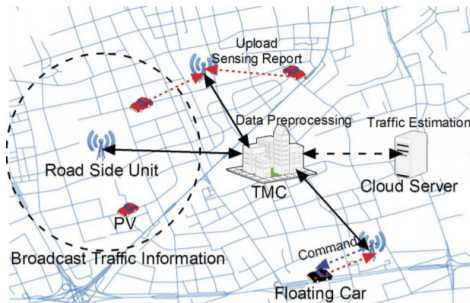 Upload
Sensing Report
Data Preprocessing
Traffic Estimation
Road Side Unit
TMC
Cloud Server
PV
Command
Broadcast Traffic Information
Floating Car